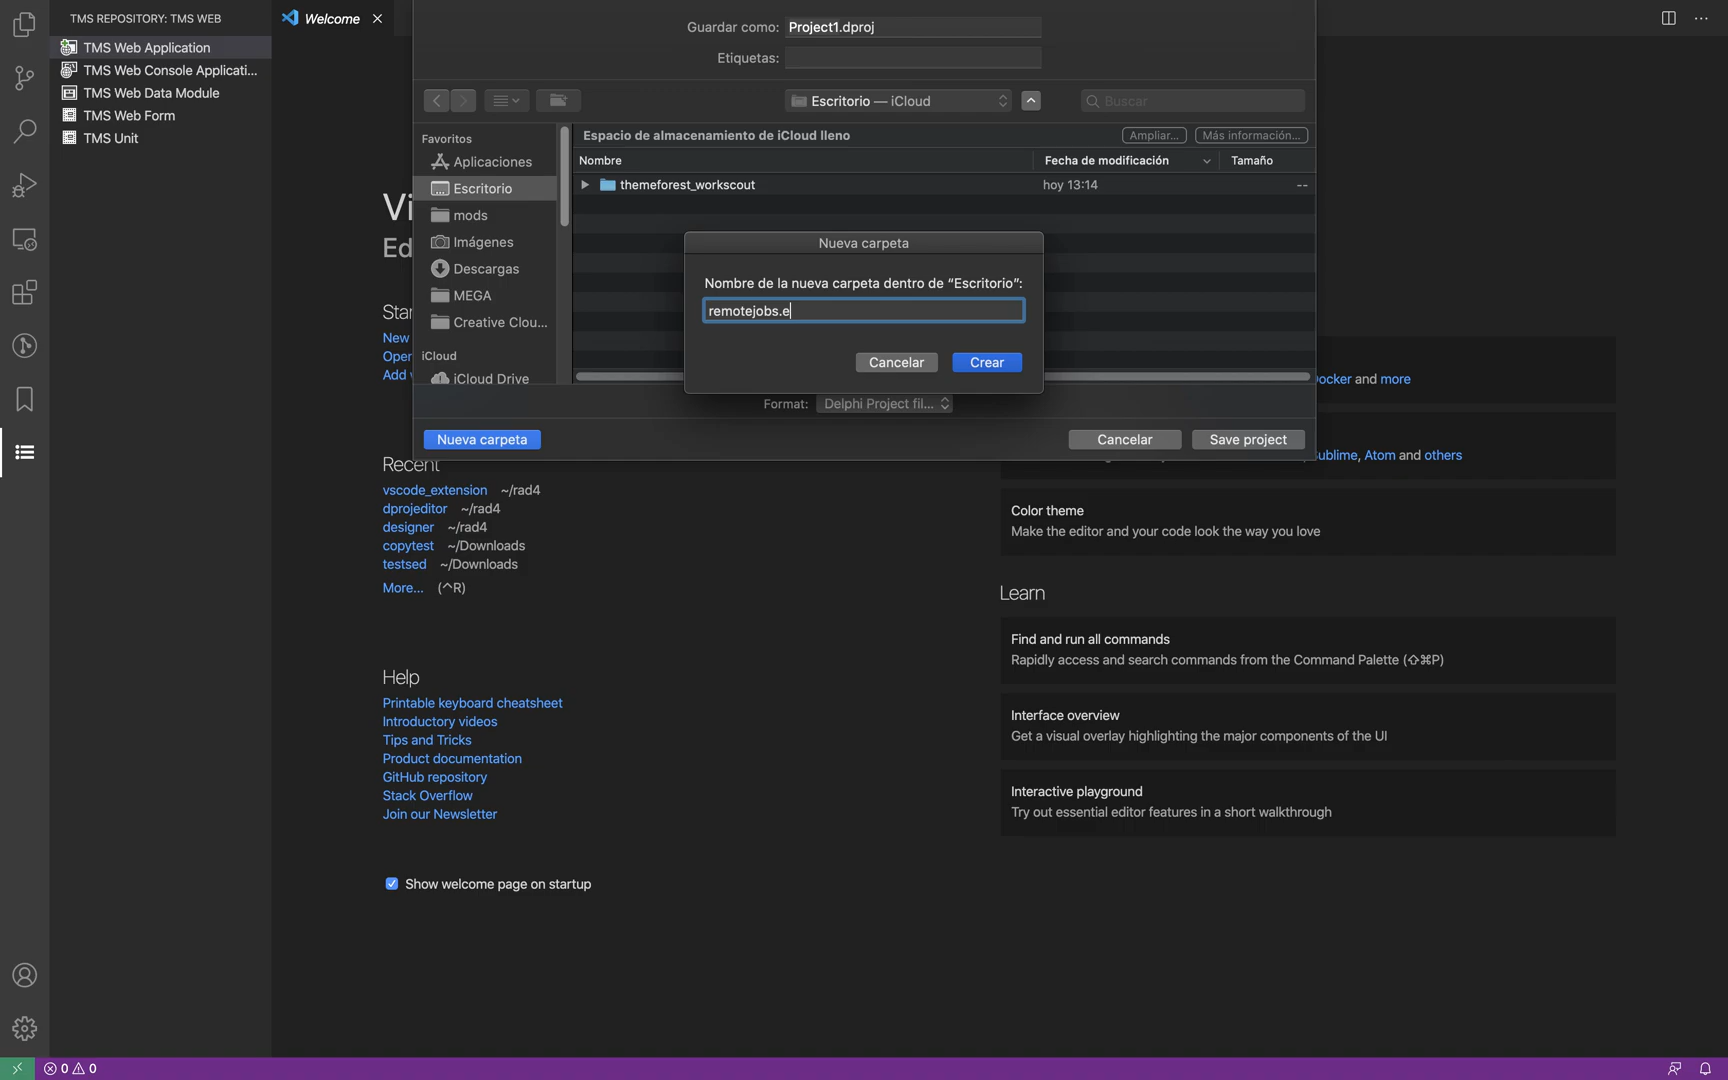 TMS REPOSITORY: TMS WEB
TMS Web Application
TMS Web Console Applicati...
TMS Web Data Module
TMS Web Form
TMS Unit
Welcome
Guardar como: Project1.dproj
Etiquetas:
Escritorio — iCloud
Buscar
Favoritos
Aplicaciones
Escritorio
mods
Imágenes
Descargas
MEGA
Creative Clou...
iCloud
iCloud Drive
Espacio de almacenamiento de iCloud lleno
Ampliar...
Más información...
Nombre
Fecha de modificación
Tamaño
themeforest_workscout
hoy 13:14
--
Nueva carpeta
Nombre de la nueva carpeta dentro de “Escritorio”:
remotejobs.e
Cancelar
Crear
Format: Delphi Project fil...
Nueva carpeta
Cancelar
Save project
Vi
Ed
Star
New
Open
Add
Recent
vscode_extension ~/rad4
dprojeditor ~/rad4
designer ~/rad4
copytest ~/Downloads
testsed ~/Downloads
More... (^R)
Help
Printable keyboard cheatsheet
Introductory videos
Tips and Tricks
Product documentation
GitHub repository
Stack Overflow
Join our Newsletter
Show welcome page on startup
ocker and more
ublime, Atom and others
Color theme
Make the editor and your code look the way you love
Learn
Find and run all commands
Rapidly access and search commands from the Command Palette (⇧⌘P)
Interface overview
Get a visual overlay highlighting the major components of the UI
Interactive playground
Try out essential editor features in a short walkthrough
0 0